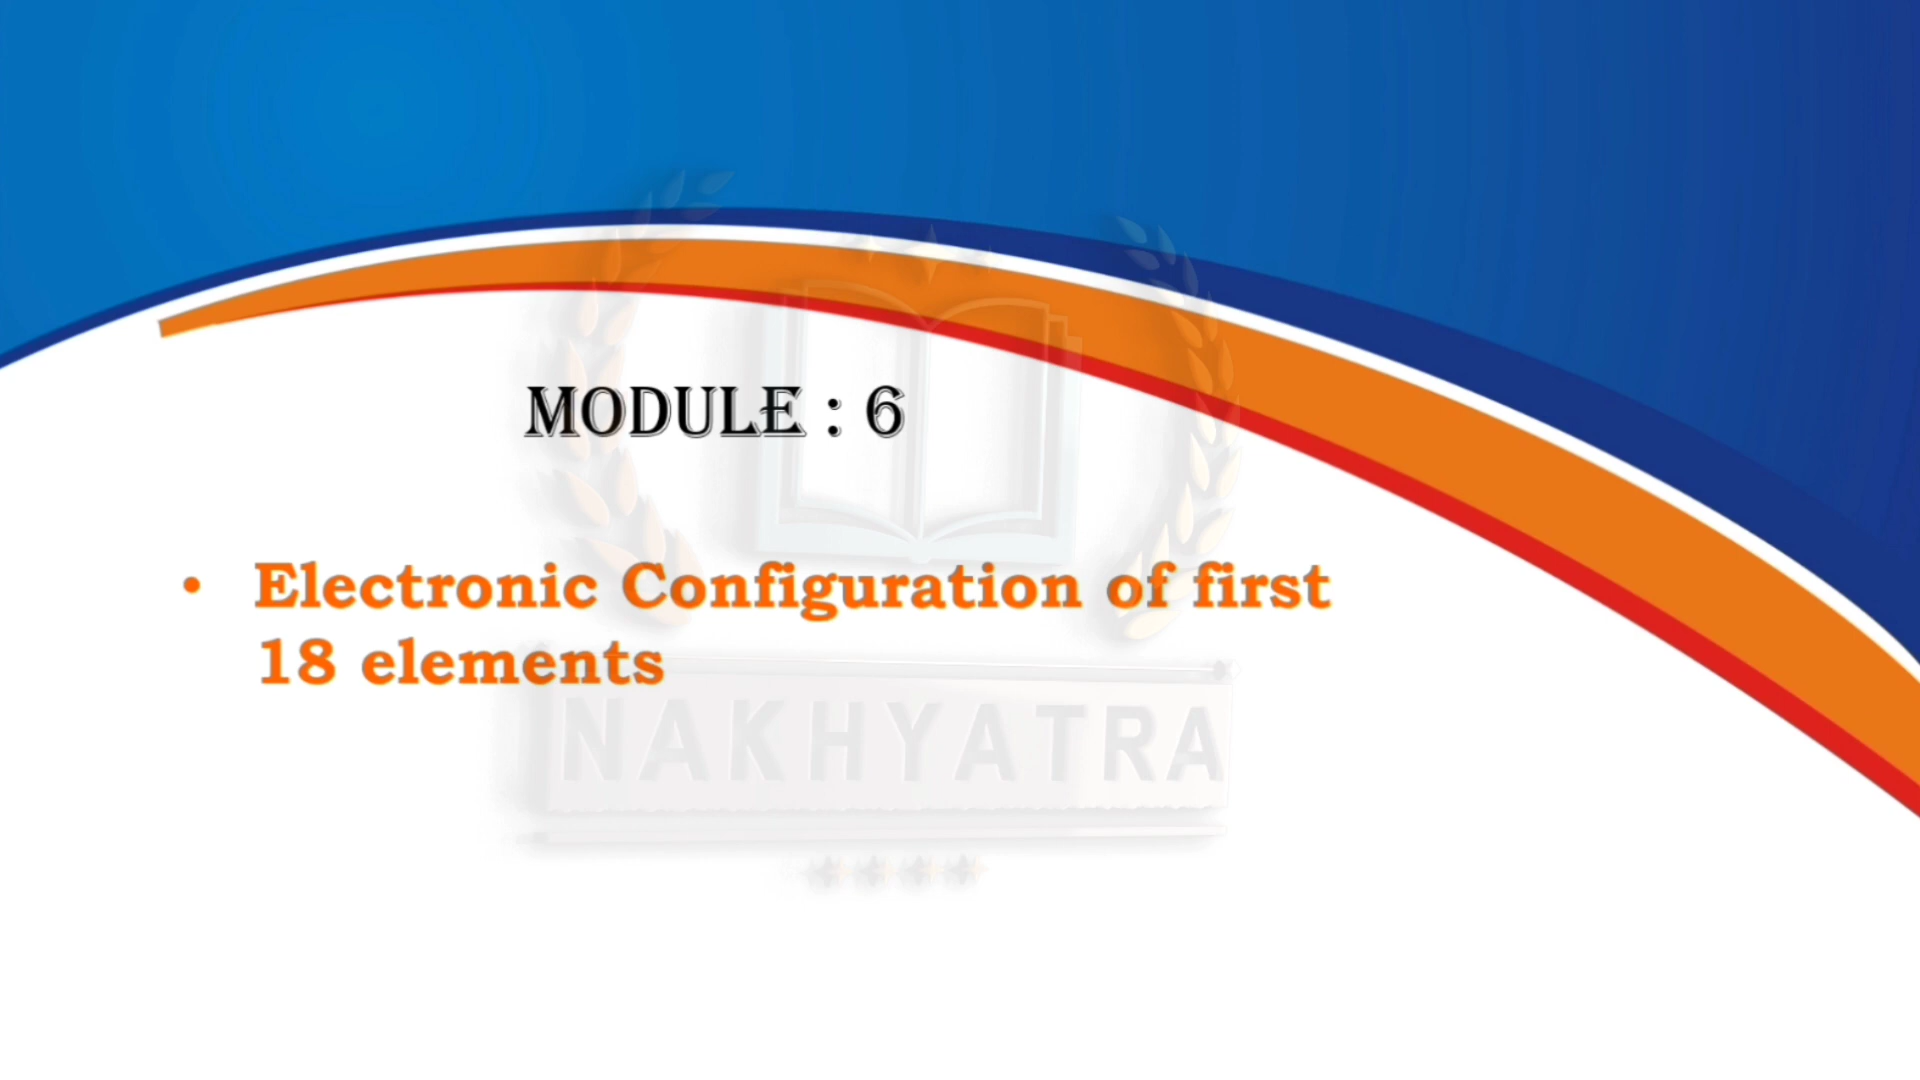 MODULE : 6
• Electronic Configuration of first
18 elements
NAKHYATRA